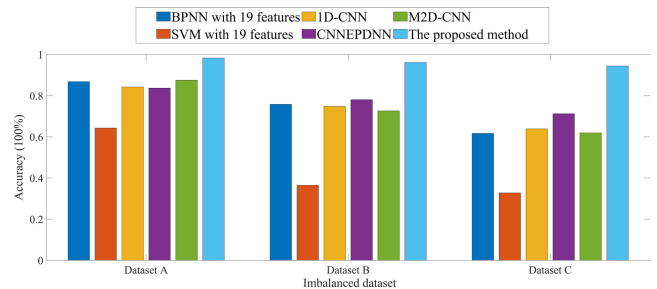 BPNN with 19 features 1D-CNN M2D-CNN
SVM with 19 features CNNEPDNN The proposed method
1
0.8
0.6
0.4
0.2
0
Accuracy (100%)
Dataset A Dataset B Dataset C
Imbalanced dataset